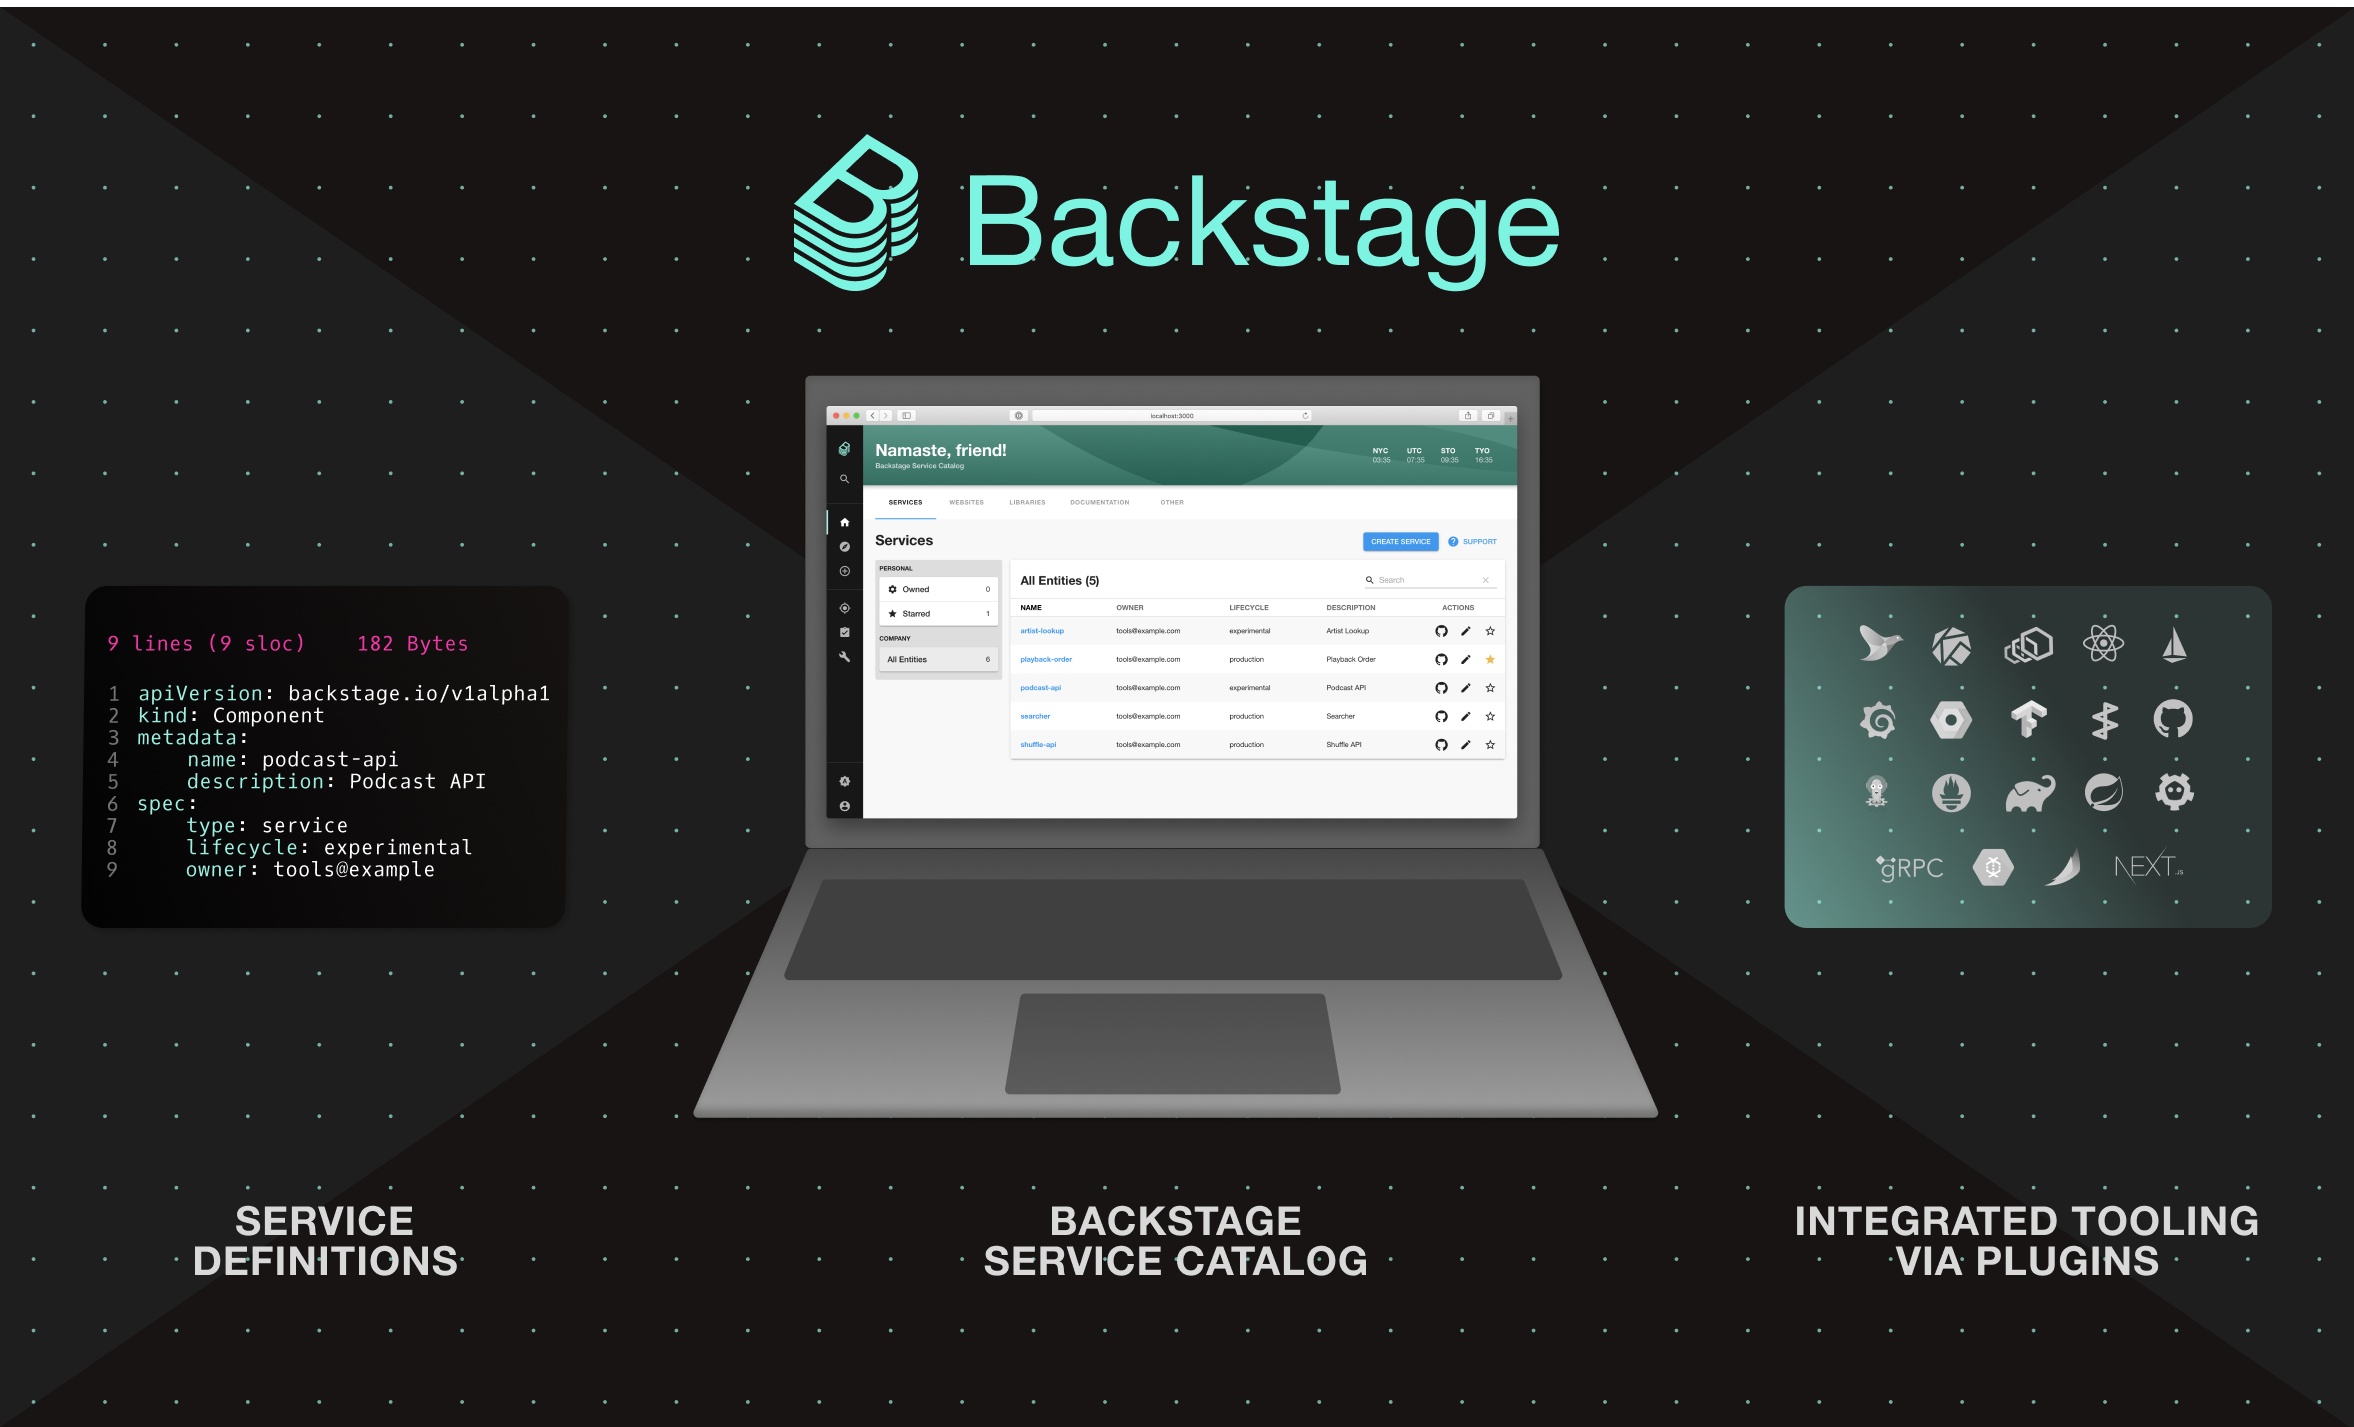 Backstage
9 lines (9 sloc) 182 Bytes
1 apiVersion: backstage.io/v1alpha1
2 kind: Component
3 metadata:
4 name: podcast-api
5 description: Podcast API
6 spec:
7 type: service
8 lifecycle: experimental
9 owner: tools@example
localhost:3000
Namaste, friend!
Backstage Service Catalog
NYC UTC STO TYO
03:35 07:35 09:35 16:35
SERVICES WEBSITES LIBRARIES DOCUMENTATION OTHER
Services
CREATE SERVICE
SUPPORT
PERSONAL
Owned 0
Starred 1
COMPANY
All Entities 6
All Entities (5)
Search
NAME OWNER LIFECYCLE DESCRIPTION ACTIONS
artist-lookup tools@example.com experimental Artist Lookup
playback-order tools@example.com production Playback Order
podcast-api tools@example.com experimental Podcast API
searcher tools@example.com production Searcher
shuffle-api tools@example.com production Shuffle API
gRPC
NEXT.JS
SERVICE
DEFINITIONS
BACKSTAGE
SERVICE CATALOG
INTEGRATED TOOLING
VIA PLUGINS